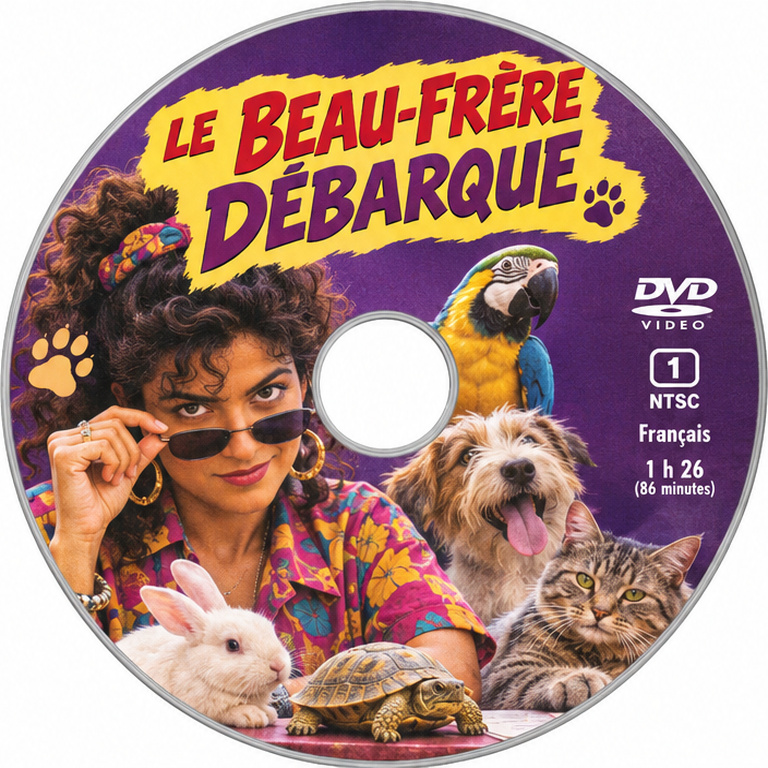 LE BEAU-FRÈRE
DÉBARQUE
DVD
VIDEO
1
NTSC
Français
1 h 26
(86 minutes)